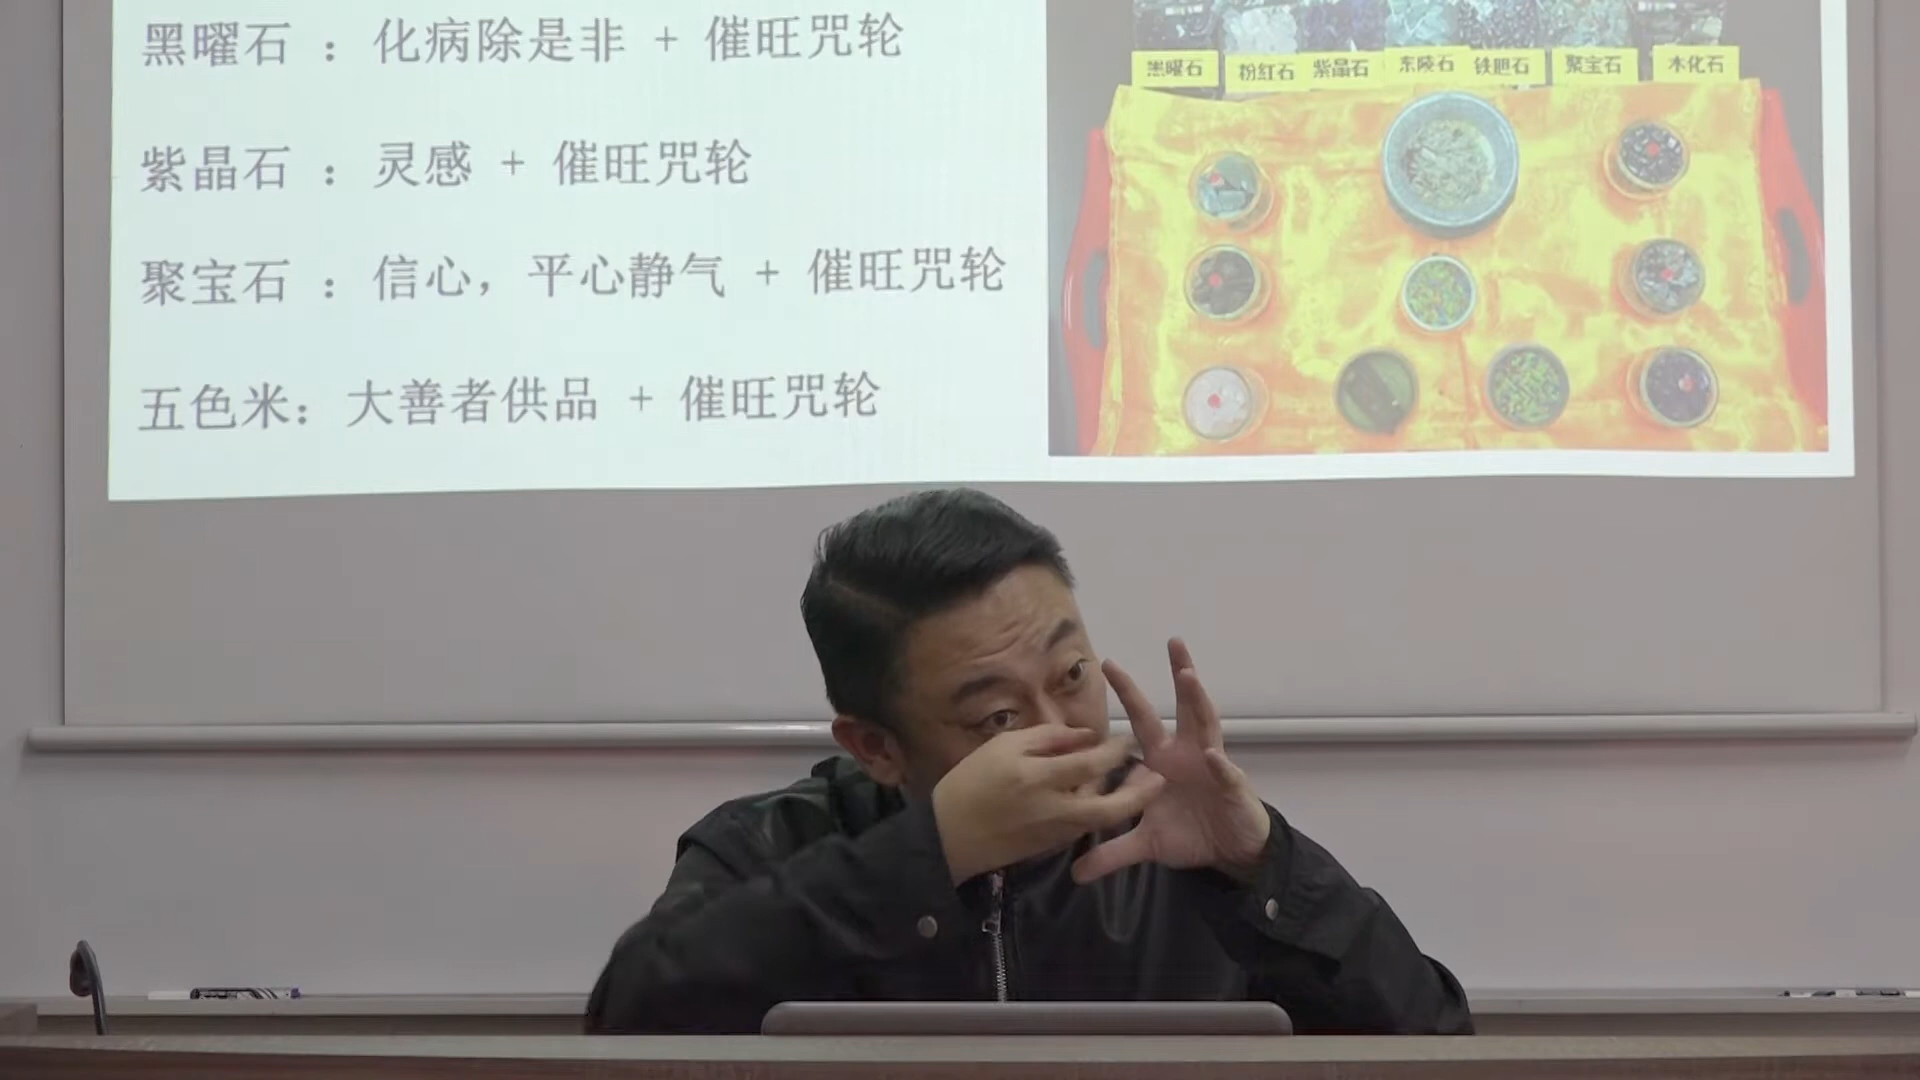 黑曜石 ： 化病除是非 + 催旺咒轮
紫晶石 ： 灵感 + 催旺咒轮
聚宝石 ： 信心，平心静气 + 催旺咒轮
五色米： 大善者供品 + 催旺咒轮
黑曜石 粉红石 紫晶石 东陵石 铁胆石 聚宝石 木化石